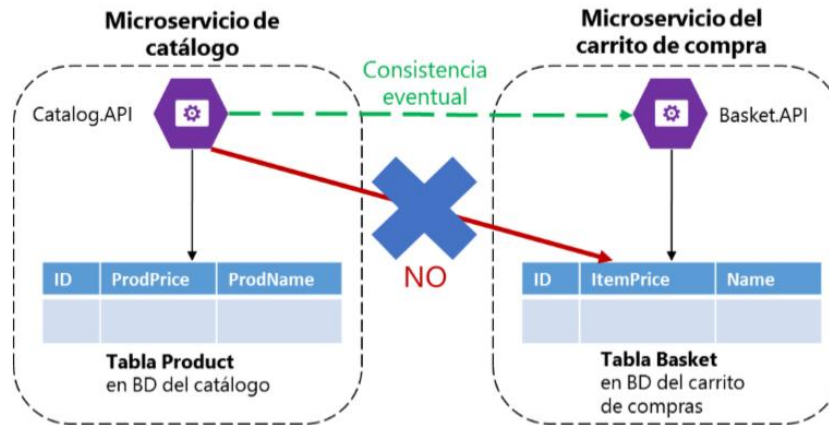 Microservicio de
catálogo
Microservicio del
carrito de compra
Consistencia
eventual
Catalog.API
Basket.API
NO
ID ProdPrice ProdName
ID ItemPrice Name
Tabla Product
en BD del catálogo
Tabla Basket
en BD del carrito
de compras